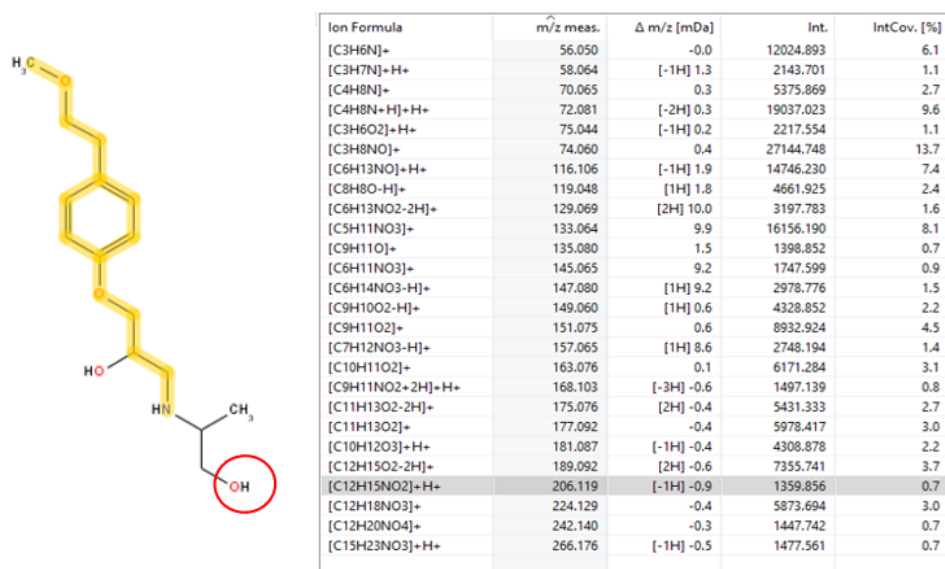 H3C
O
O
HO
HN
CH3
OH
Ion Formula m/z meas. Δ m/z [mDa] Int. IntCov. [%]
[C3H6N]+ 56.050 -0.0 12024.893 6.1
[C3H7N]+H+ 58.064 [-1H] 1.3 2143.701 1.1
[C4H8N]+ 70.065 0.3 5375.869 2.7
[C4H8N+H]+H+ 72.081 [-2H] 0.3 19037.023 9.6
[C3H6O2]+H+ 75.044 [-1H] 0.2 2217.554 1.1
[C3H8NO]+ 74.060 0.4 27144.748 13.7
[C6H13NO]+H+ 116.106 [-1H] 1.9 14746.230 7.4
[C8H8O-H]+ 119.048 [1H] 1.8 4661.925 2.4
[C6H13NO2-2H]+ 129.069 [2H] 10.0 3197.783 1.6
[C5H11NO3]+ 133.064 9.9 16156.190 8.1
[C9H11O]+ 135.080 1.5 1398.852 0.7
[C6H11NO3]+ 145.065 9.2 1747.599 0.9
[C6H14NO3-H]+ 147.080 [1H] 9.2 2978.776 1.5
[C9H10O2-H]+ 149.060 [1H] 0.6 4328.852 2.2
[C9H11O2]+ 151.075 0.6 8932.924 4.5
[C7H12NO3-H]+ 157.065 [1H] 8.6 2748.194 1.4
[C10H11O2]+ 163.076 0.1 6171.284 3.1
[C9H11NO2+2H]+H+ 168.103 [-3H] -0.6 1497.139 0.8
[C11H13O2-2H]+ 175.076 [2H] -0.4 5431.333 2.7
[C11H13O2]+ 177.092 -0.4 5978.417 3.0
[C10H12O3]+H+ 181.087 [-1H] -0.4 4308.878 2.2
[C12H15O2-2H]+ 189.092 [2H] -0.6 7355.741 3.7
[C12H15NO2]+H+ 206.119 [-1H] -0.9 1359.856 0.7
[C12H18NO3]+ 224.129 -0.4 5873.694 3.0
[C12H20NO4]+ 242.140 -0.3 1447.742 0.7
[C15H23NO3]+H+ 266.176 [-1H] -0.5 1477.561 0.7